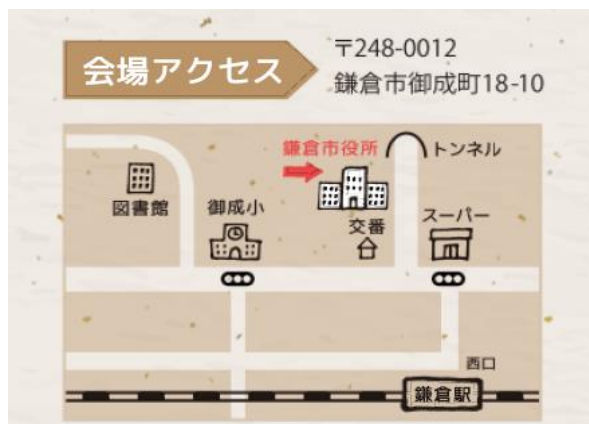 会場アクセス
〒248-0012
鎌倉市御成町18-10
鎌倉市役所
トンネル
図書館
御成小
交番
スーパー
西口
鎌倉駅